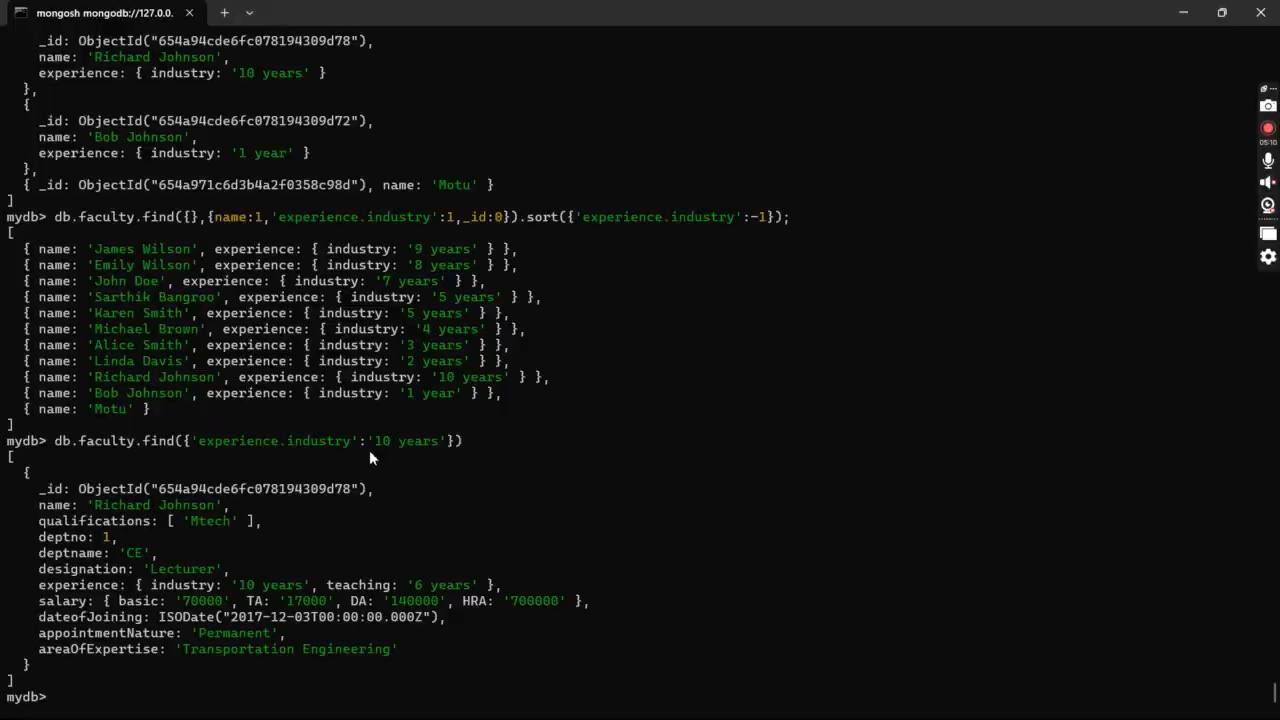 mongosh mongodb://127.0.0.
_id: ObjectId("654a94cde6fc078194309d78"),
name: 'Richard Johnson',
experience: { industry: '10 years' }
},
{
_id: ObjectId("654a94cde6fc078194309d72"),
name: 'Bob Johnson',
experience: { industry: '1 year' }
},
{ _id: ObjectId("654a971c6d3b4a2f0358c98d"), name: 'Motu' }
]
mydb> db.faculty.find({},{name:1,'experience.industry':1,_id:0}).sort({'experience.industry':-1});
[
{ name: 'James Wilson', experience: { industry: '9 years' } },
{ name: 'Emily Wilson', experience: { industry: '8 years' } },
{ name: 'John Doe', experience: { industry: '7 years' } },
{ name: 'Sarthik Bangroo', experience: { industry: '5 years' } },
{ name: 'Karen Smith', experience: { industry: '5 years' } },
{ name: 'Michael Brown', experience: { industry: '4 years' } },
{ name: 'Alice Smith', experience: { industry: '3 years' } },
{ name: 'Linda Davis', experience: { industry: '2 years' } },
{ name: 'Richard Johnson', experience: { industry: '10 years' } },
{ name: 'Bob Johnson', experience: { industry: '1 year' } },
{ name: 'Motu' }
]
mydb> db.faculty.find({'experience.industry':'10 years'})
[
{
_id: ObjectId("654a94cde6fc078194309d78"),
name: 'Richard Johnson',
qualifications: [ 'Mtech' ],
deptno: 1,
deptname: 'CE',
designation: 'Lecturer',
experience: { industry: '10 years', teaching: '6 years' },
salary: { basic: '70000', TA: '17000', DA: '140000', HRA: '700000' },
dateofJoining: ISODate("2017-12-03T00:00:00.000Z"),
appointmentNature: 'Permanent',
areaOfExpertise: 'Transportation Engineering'
}
]
mydb>
05:10